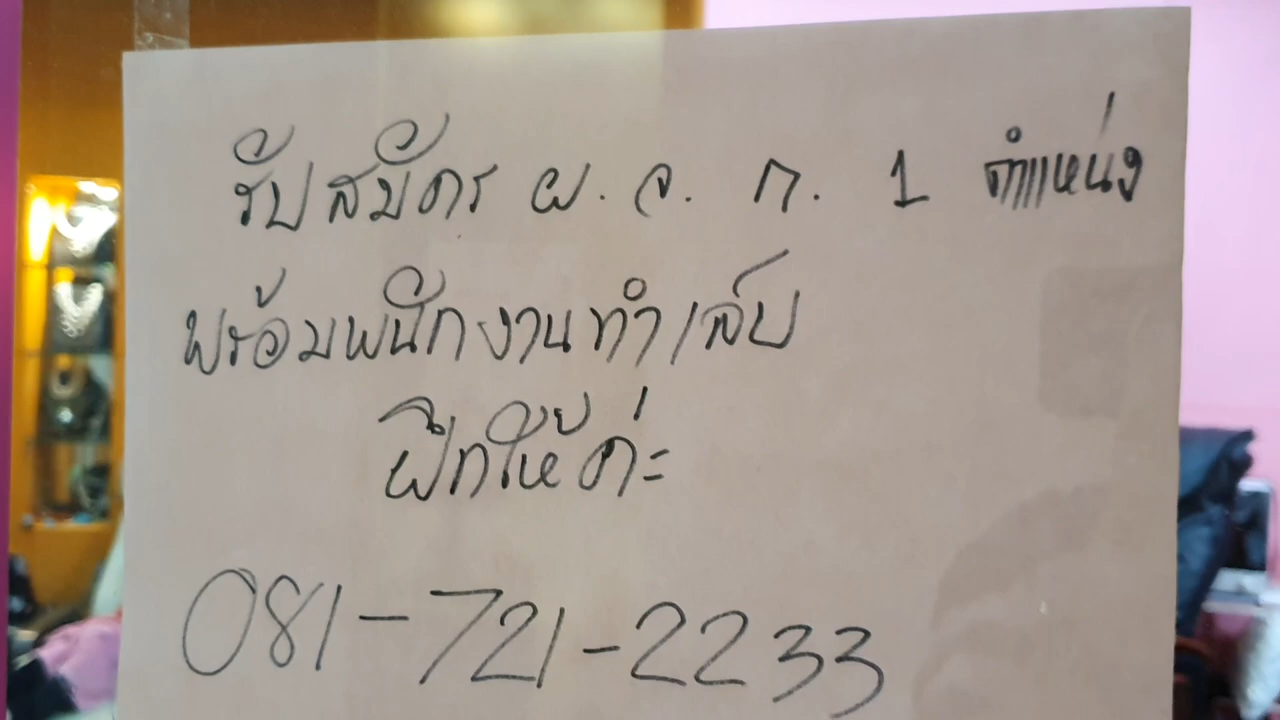 รับสมัคร ผ.จ.ก. 1 ตำแหน่ง
พร้อมพนักงานทำเล็บ
ฝึกให้ค่ะ
081-721-2233